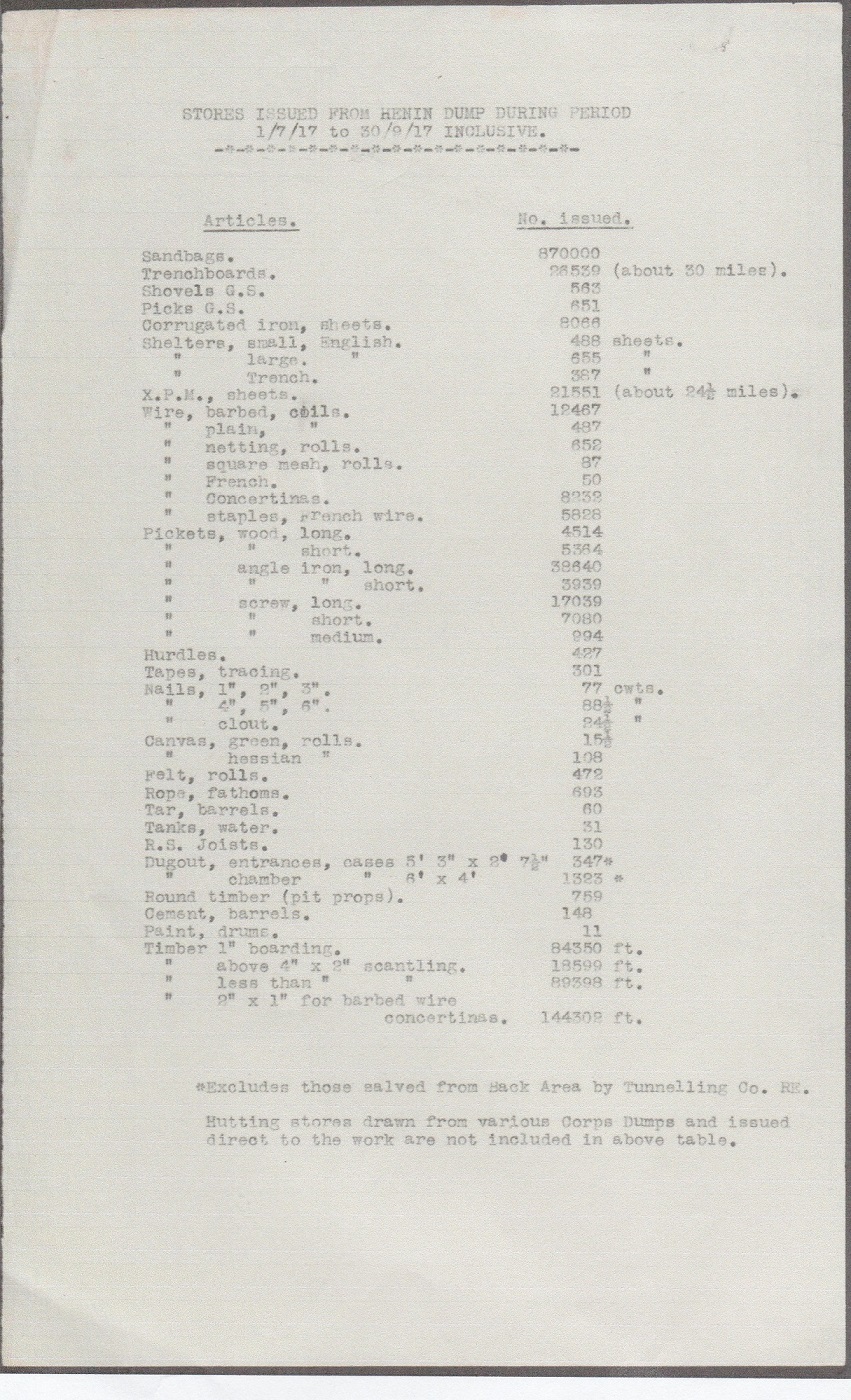 STORES ISSUED FROM HENIN DUMP DURING PERIOD
1/7/17 to 30/9/17 INCLUSIVE.
-*-*-*-*-*-*-*-*-*-*-*-*-*-*-*-*-*-
Articles. No. issued.
Sandbags. 870000
Trenchboards. 26539 (about 30 miles).
Shovels G.S. 563
Picks G.S. 651
Corrugated iron, sheets. 8066
Shelters, small, English. 488 sheets.
" large. " 655 "
" Trench. 387 "
X.P.M., sheets. 21551 (about 24½ miles).
Wire, barbed, coils. 12467
" plain, " 487
" netting, rolls. 652
" square mesh, rolls. 87
" French. 50
" Concertinas. 8232
" staples, French wire. 5828
Pickets, wood, long. 4514
" " short. 5364
" angle iron, long. 38640
" " " short. 3939
" screw, long. 17039
" " short. 7080
" " medium. 994
Hurdles. 427
Tapes, tracing. 301
Nails, 1", 2", 3". 77 cwts.
" 4", 5", 6". 88½ "
" clout. 24½ "
Canvas, green, rolls. 15½
" hessian " 108
Felt, rolls. 472
Rope, fathoms. 693
Tar, barrels. 60
Tanks, water. 31
R.S. Joists. 130
Dugout, entrances, cases 5' 3" x 2' 7½" 347*
" chamber " 6' x 4' 1323 *
Round timber (pit props). 759
Cement, barrels. 148
Paint, drums. 11
Timber 1" boarding. 84350 ft.
" above 4" x 2" scantling. 18599 ft.
" less than " " 89398 ft.
" 2" x 1" for barbed wire
concertinas. 144302 ft.
*Excludes those salved from Back Area by Tunnelling Co. RE.
Hutting stores drawn from various Corps Dumps and issued
direct to the work are not included in above table.